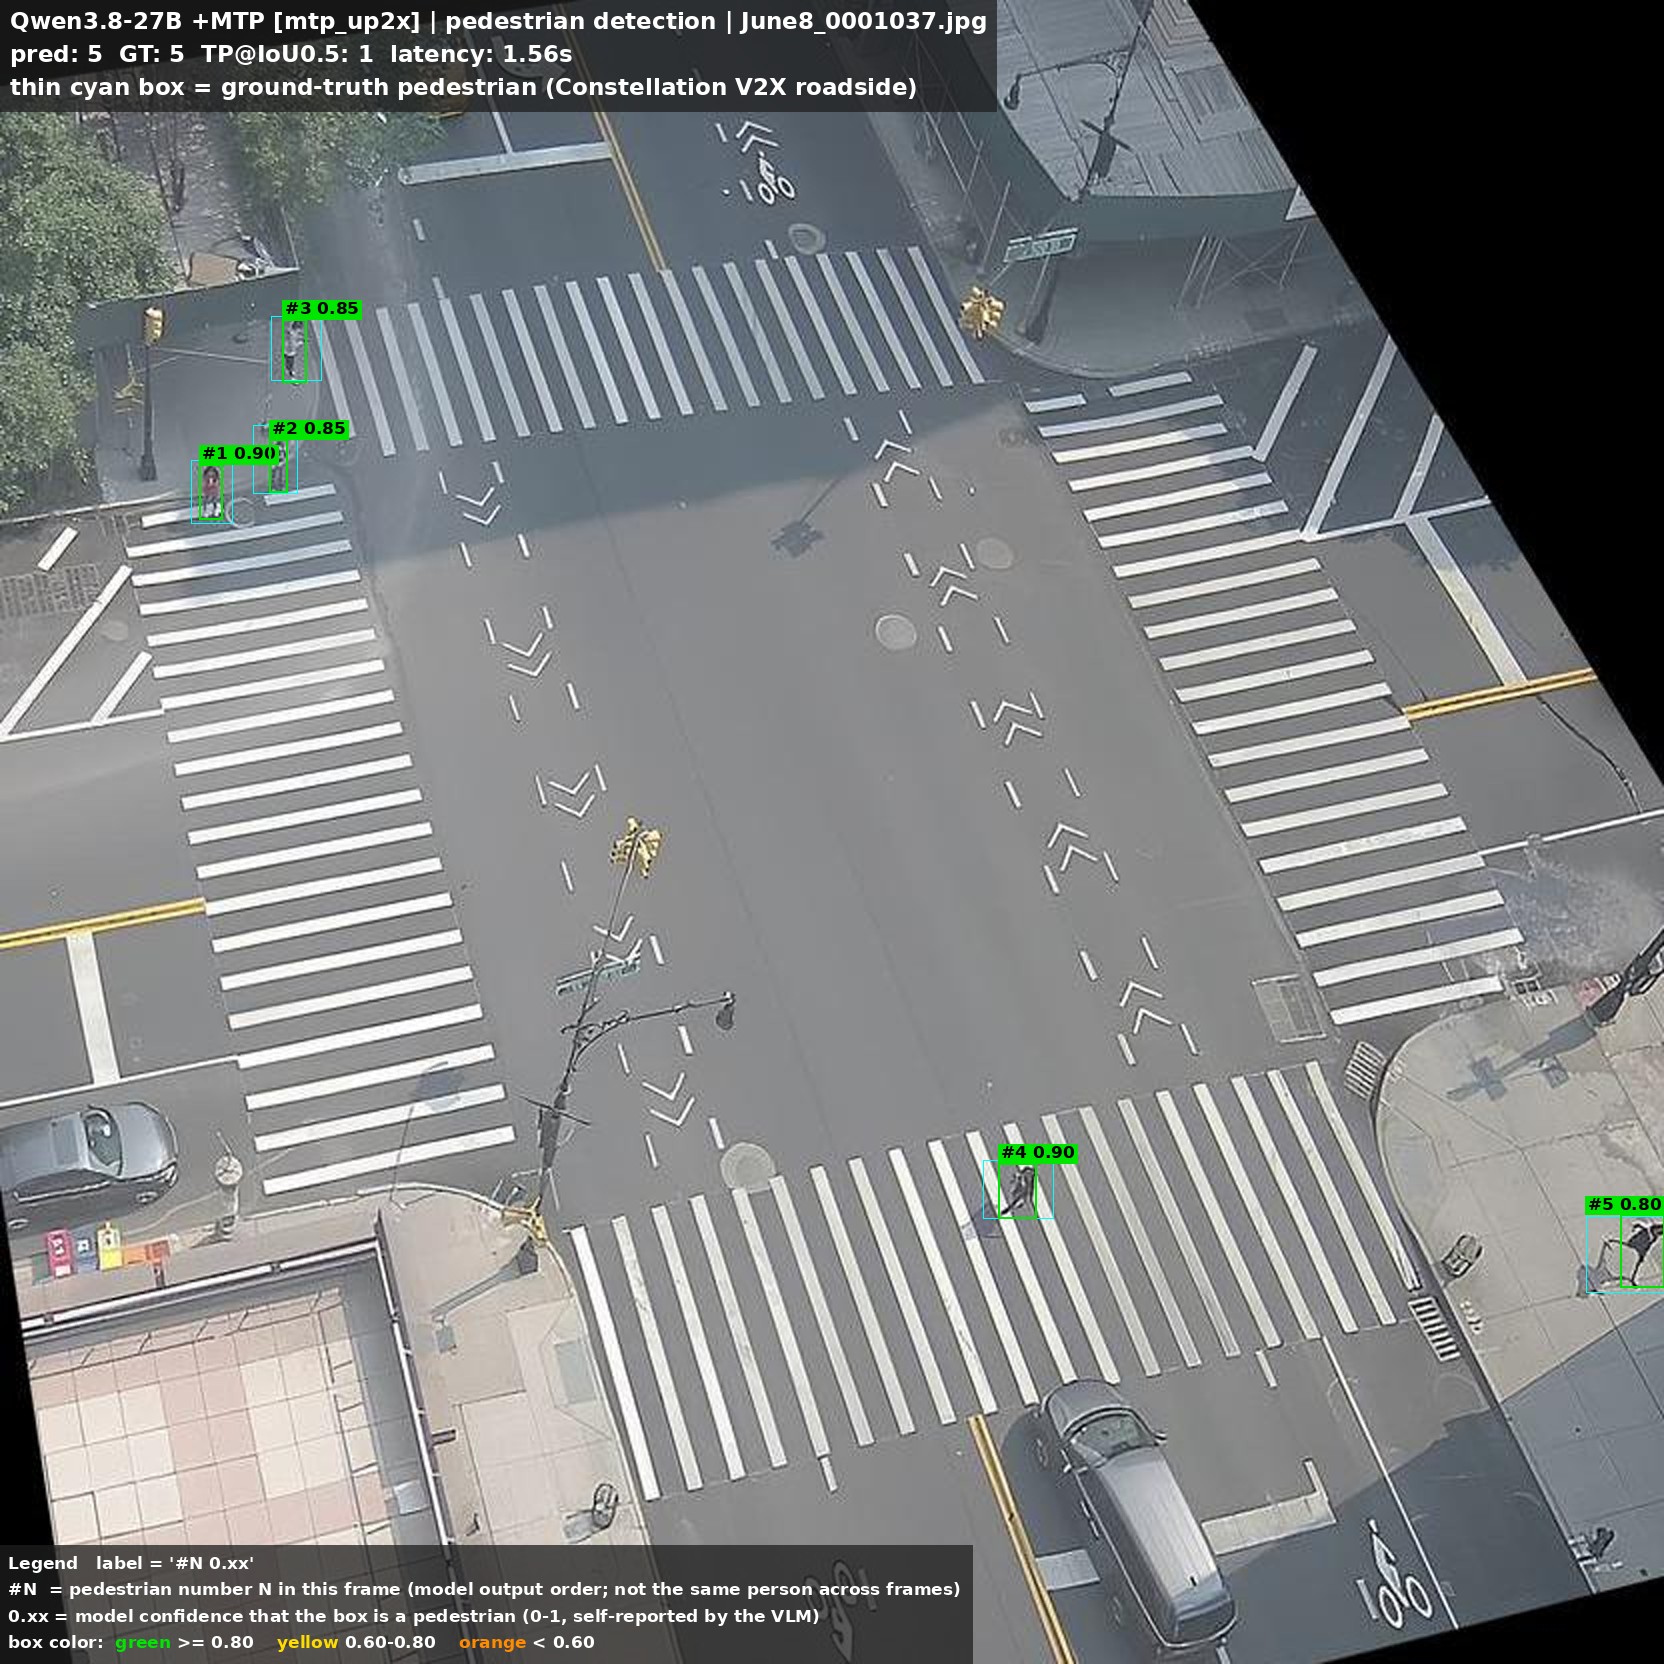 Qwen3.8-27B +MTP [mtp_up2x] | pedestrian detection | June8_0001037.jpg
pred: 5  GT: 5  TP@IoU0.5: 1  latency: 1.56s
thin cyan box = ground-truth pedestrian (Constellation V2X roadside)
#3 0.85
#2 0.85
#1 0.90
#4 0.90
#5 0.80
Legend   label = '#N 0.xx'
#N  = pedestrian number N in this frame (model output order; not the same person across frames)
0.xx = model confidence that the box is a pedestrian (0-1, self-reported by the VLM)
box color:  green >= 0.80    yellow 0.60-0.80    orange < 0.60